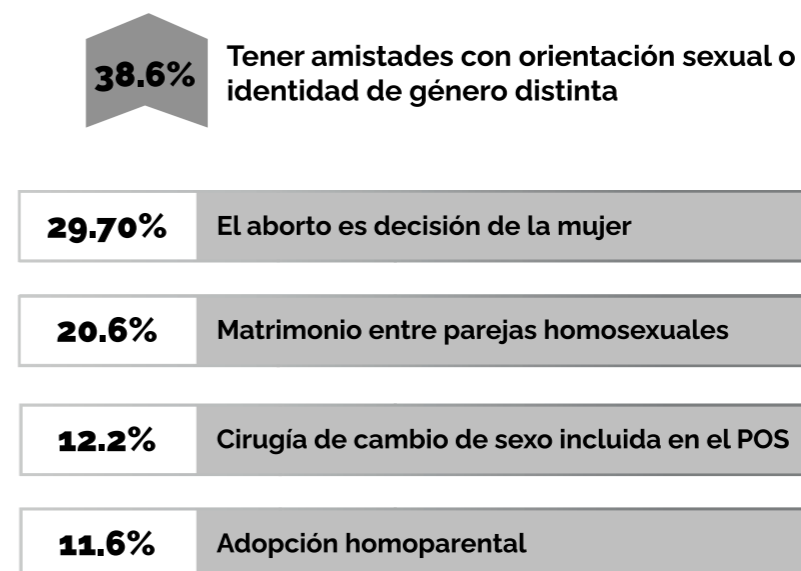 38.6%
Tener amistades con orientación sexual o
identidad de género distinta
29.70% El aborto es decisión de la mujer
20.6% Matrimonio entre parejas homosexuales
12.2% Cirugía de cambio de sexo incluida en el POS
11.6% Adopción homoparental